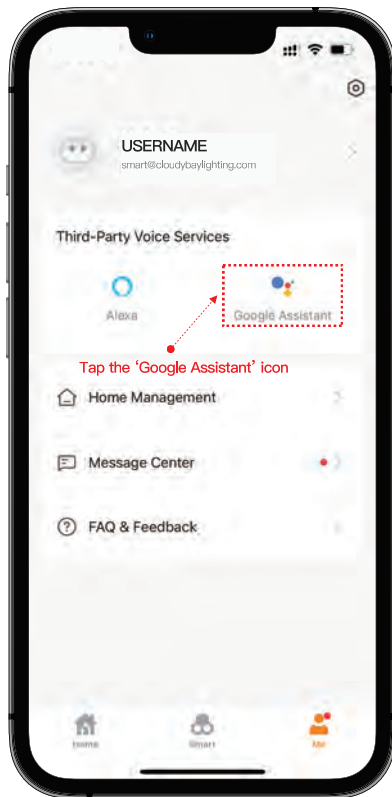 USERNAME
smart@cloudybaylighting.com
Third-Party Voice Services
Alexa
Google Assistant
Tap the ‘Google Assistant’ icon
Home Management
Message Center
FAQ & Feedback
Home
Smart
Me